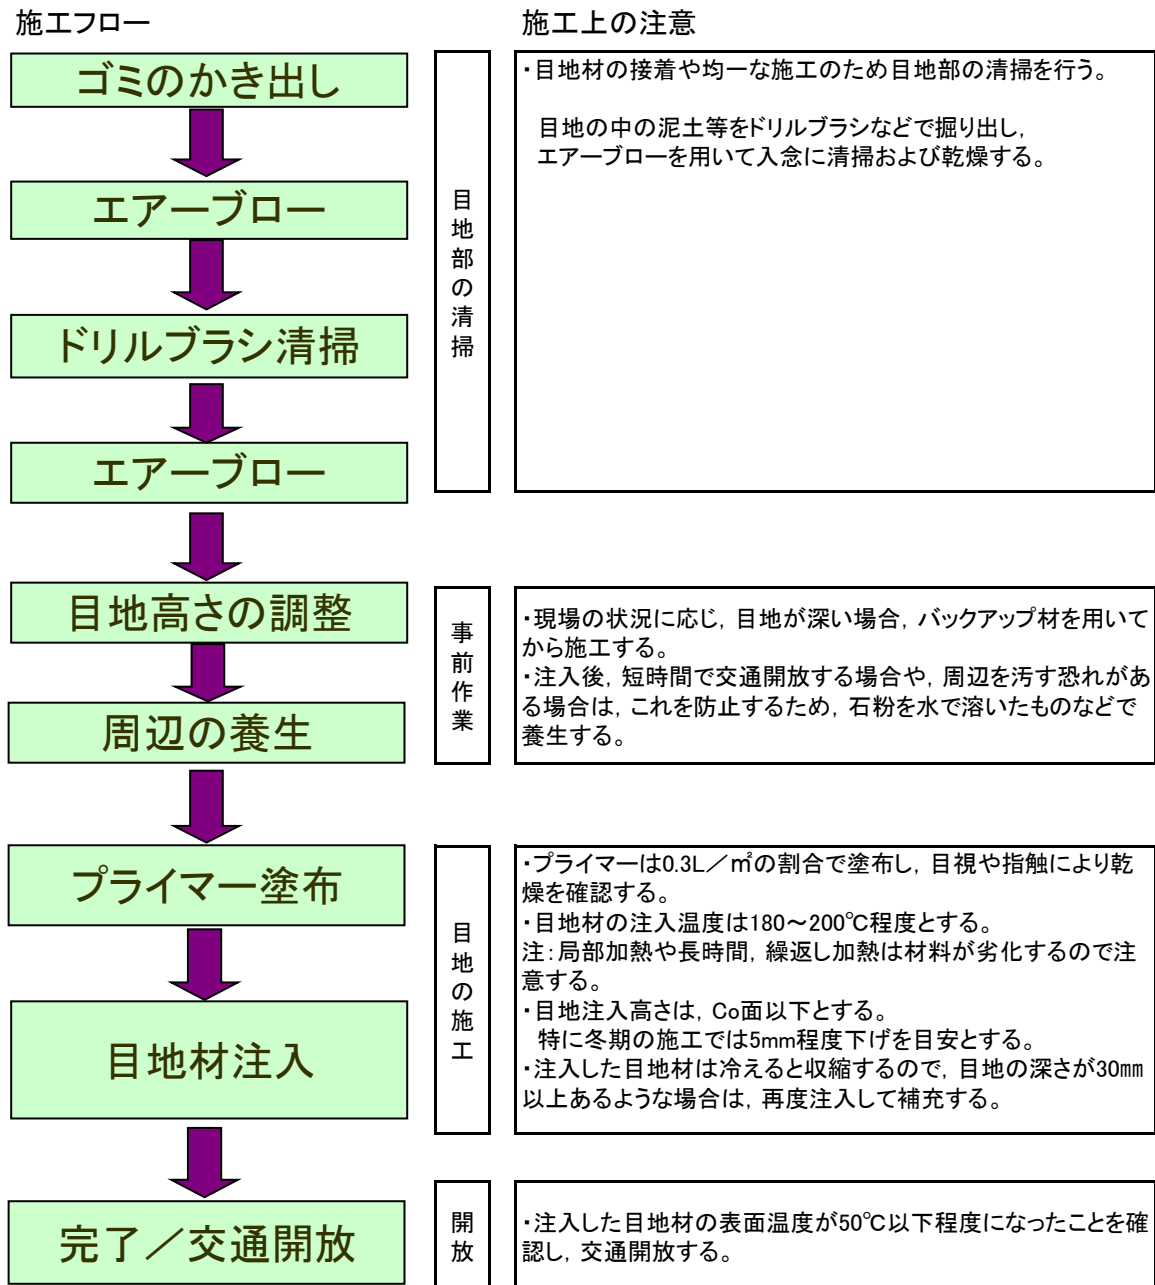 施工フロー
施工上の注意
ゴミのかき出し
エアーブロー
ドリルブラシ清掃
エアーブロー
目地部の清掃
・目地材の接着や均一な施工のため目地部の清掃を行う。
目地の中の泥土等をドリルブラシなどで掘り出し，
エアーブローを用いて入念に清掃および乾燥する。
目地高さの調整
周辺の養生
事前作業
・現場の状況に応じ，目地が深い場合，バックアップ材を用いて
から施工する。
・注入後，短時間で交通開放する場合や，周辺を汚す恐れがあ
る場合は，これを防止するため，石粉を水で溶いたものなどで
養生する。
プライマー塗布
目地材注入
目地の施工
・プライマーは0.3L／㎡の割合で塗布し，目視や指触により乾
燥を確認する。
・目地材の注入温度は180～200℃程度とする。
注：局部加熱や長時間，繰返し加熱は材料が劣化するので注
意する。
・目地注入高さは，Co面以下とする。
特に冬期の施工では5mm程度下げを目安とする。
・注入した目地材は冷えると収縮するので，目地の深さが30㎜
以上あるような場合は，再度注入して補充する。
完了／交通開放
開放
・注入した目地材の表面温度が50℃以下程度になったことを確
認し，交通開放する。